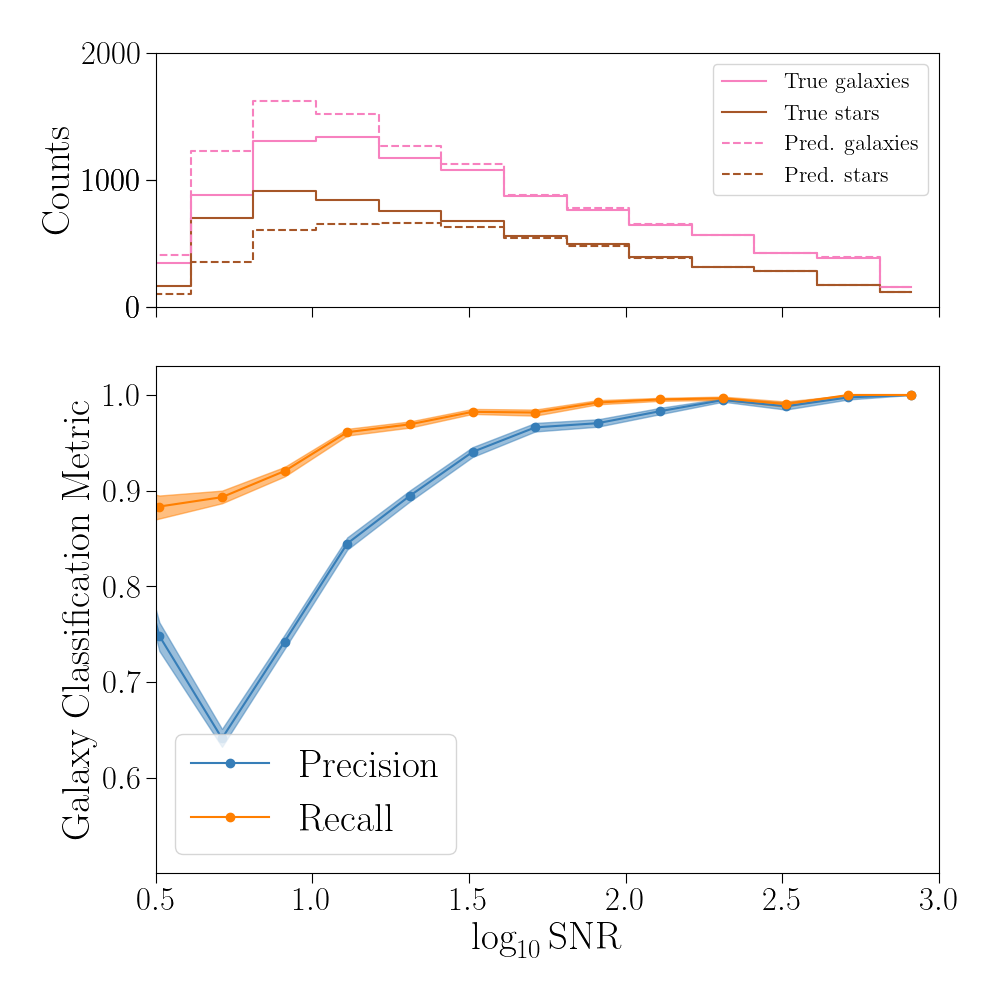 2000
1000
0
Counts
True galaxies
True stars
Pred. galaxies
Pred. stars
1.0
0.9
0.8
0.7
0.6
Galaxy Classification Metric
Precision
Recall
0.5 1.0 1.5 2.0 2.5 3.0
log₁₀ SNR